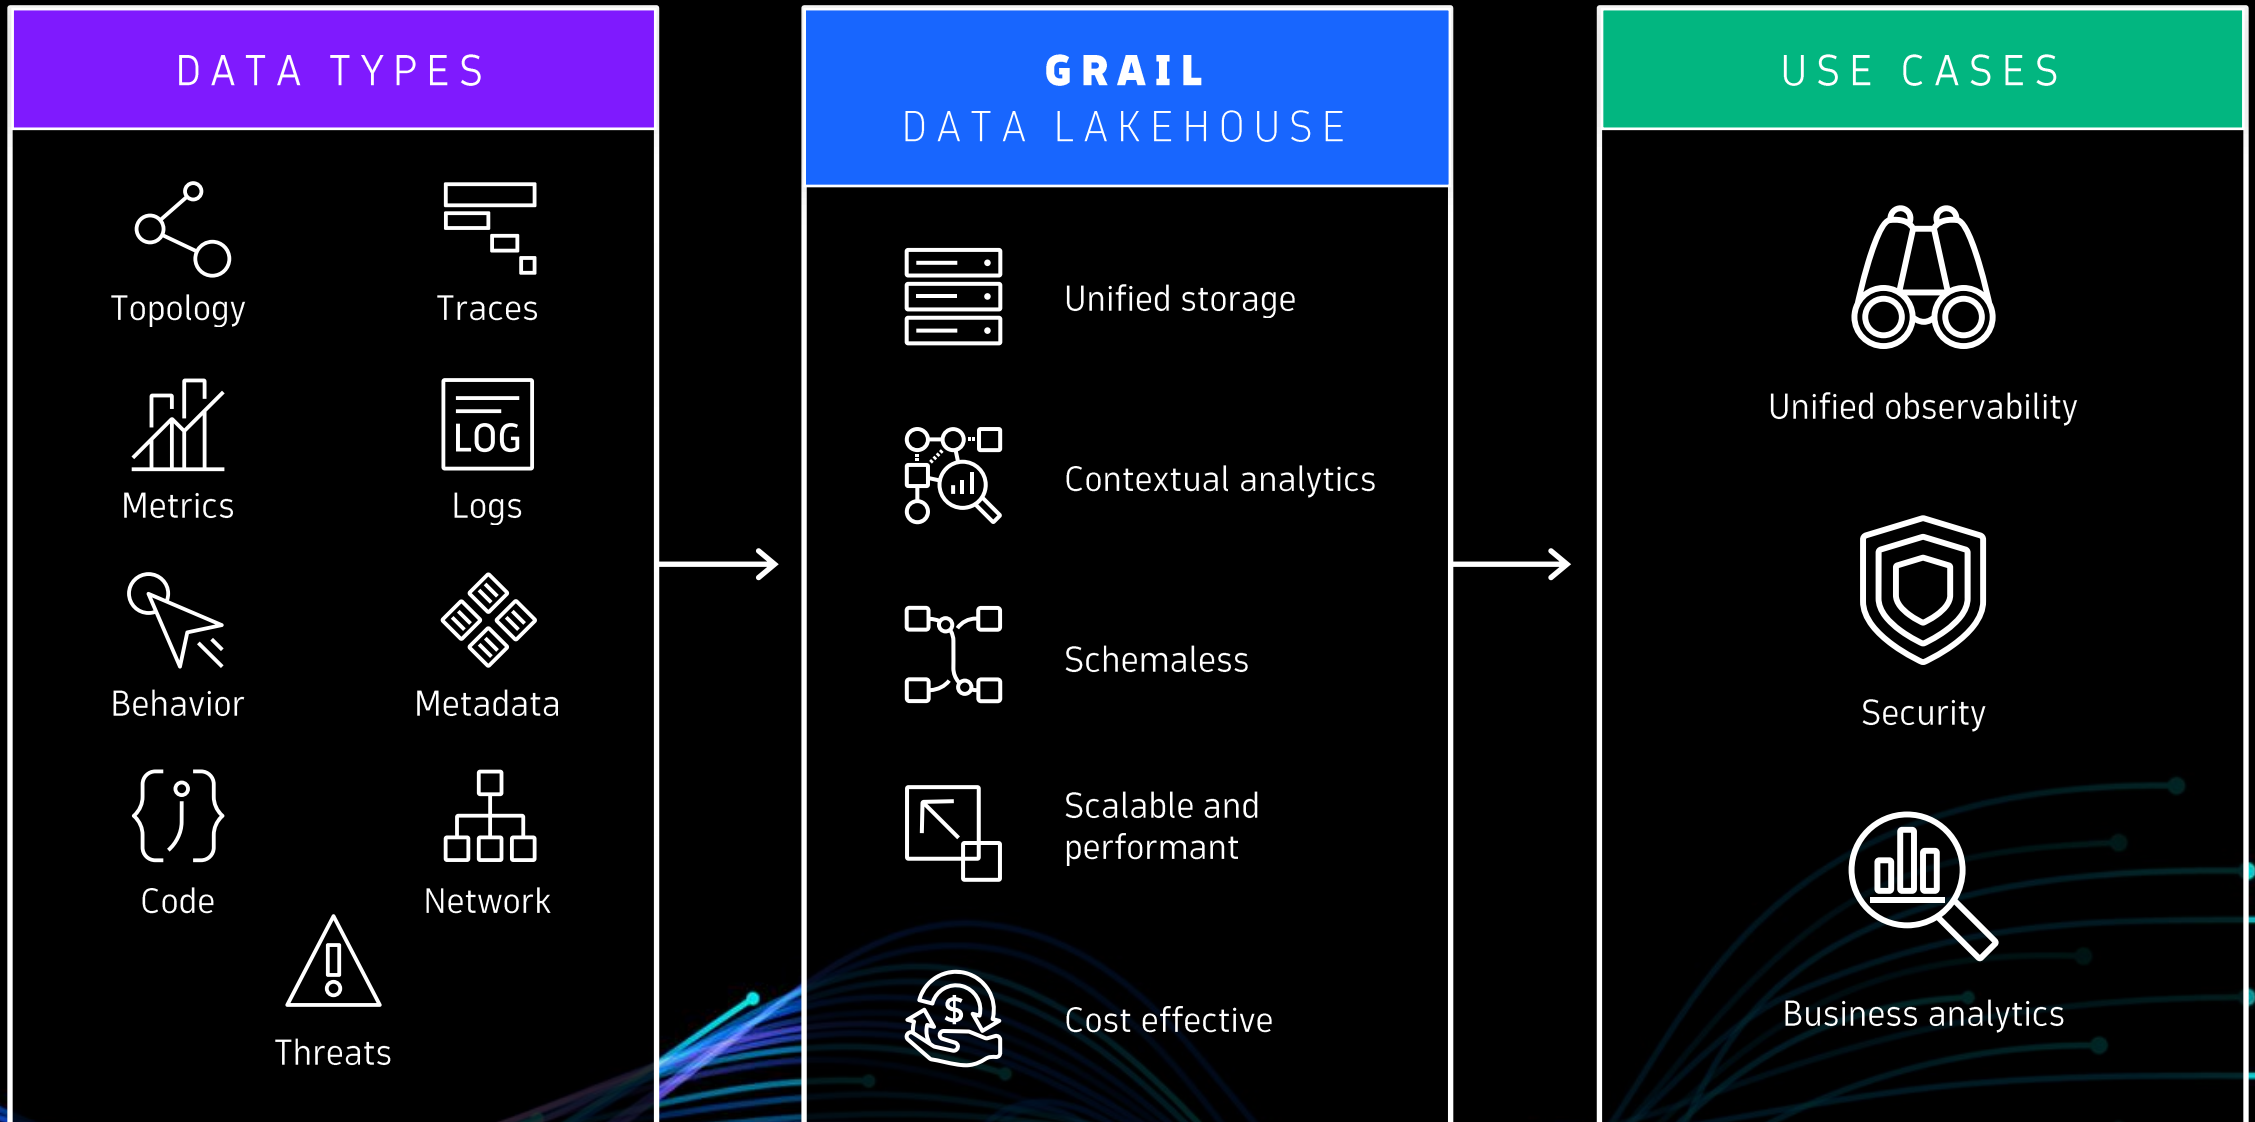 DATA TYPES
Topology
Traces
Metrics
LOG
Logs
Behavior
Metadata
Code
Network
Threats
GRAIL
DATA LAKEHOUSE
Unified storage
Contextual analytics
Schemaless
Scalable and
performant
$
Cost effective
USE CASES
Unified observability
Security
Business analytics